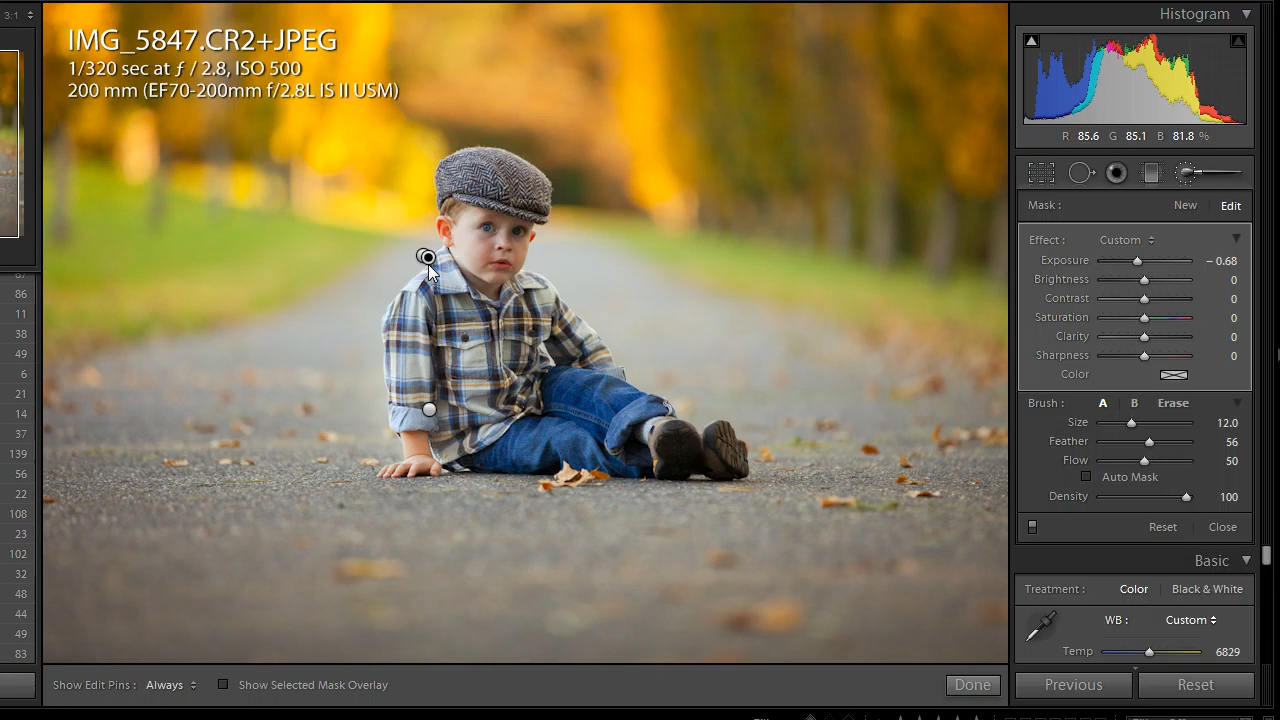 3:1
Histogram
IMG_5847.CR2+JPEG
1/320 sec at ƒ / 2.8, ISO 500
200 mm (EF70-200mm f/2.8L IS II USM)
R 85.6 G 85.1 B 81.8 %
Mask : New Edit
Effect : Custom
Exposure – 0.68
Brightness 0
Contrast 0
Saturation 0
Clarity 0
Sharpness 0
Color
Brush : A B Erase
Size 12.0
Feather 56
Flow 50
Auto Mask
Density 100
Reset Close
Basic
Treatment : Color Black & White
WB : Custom
Temp 6829
Previous Reset
87
86
11
38
49
6
21
14
37
139
56
22
108
23
102
32
48
44
49
83
Show Edit Pins : Always Show Selected Mask Overlay Done